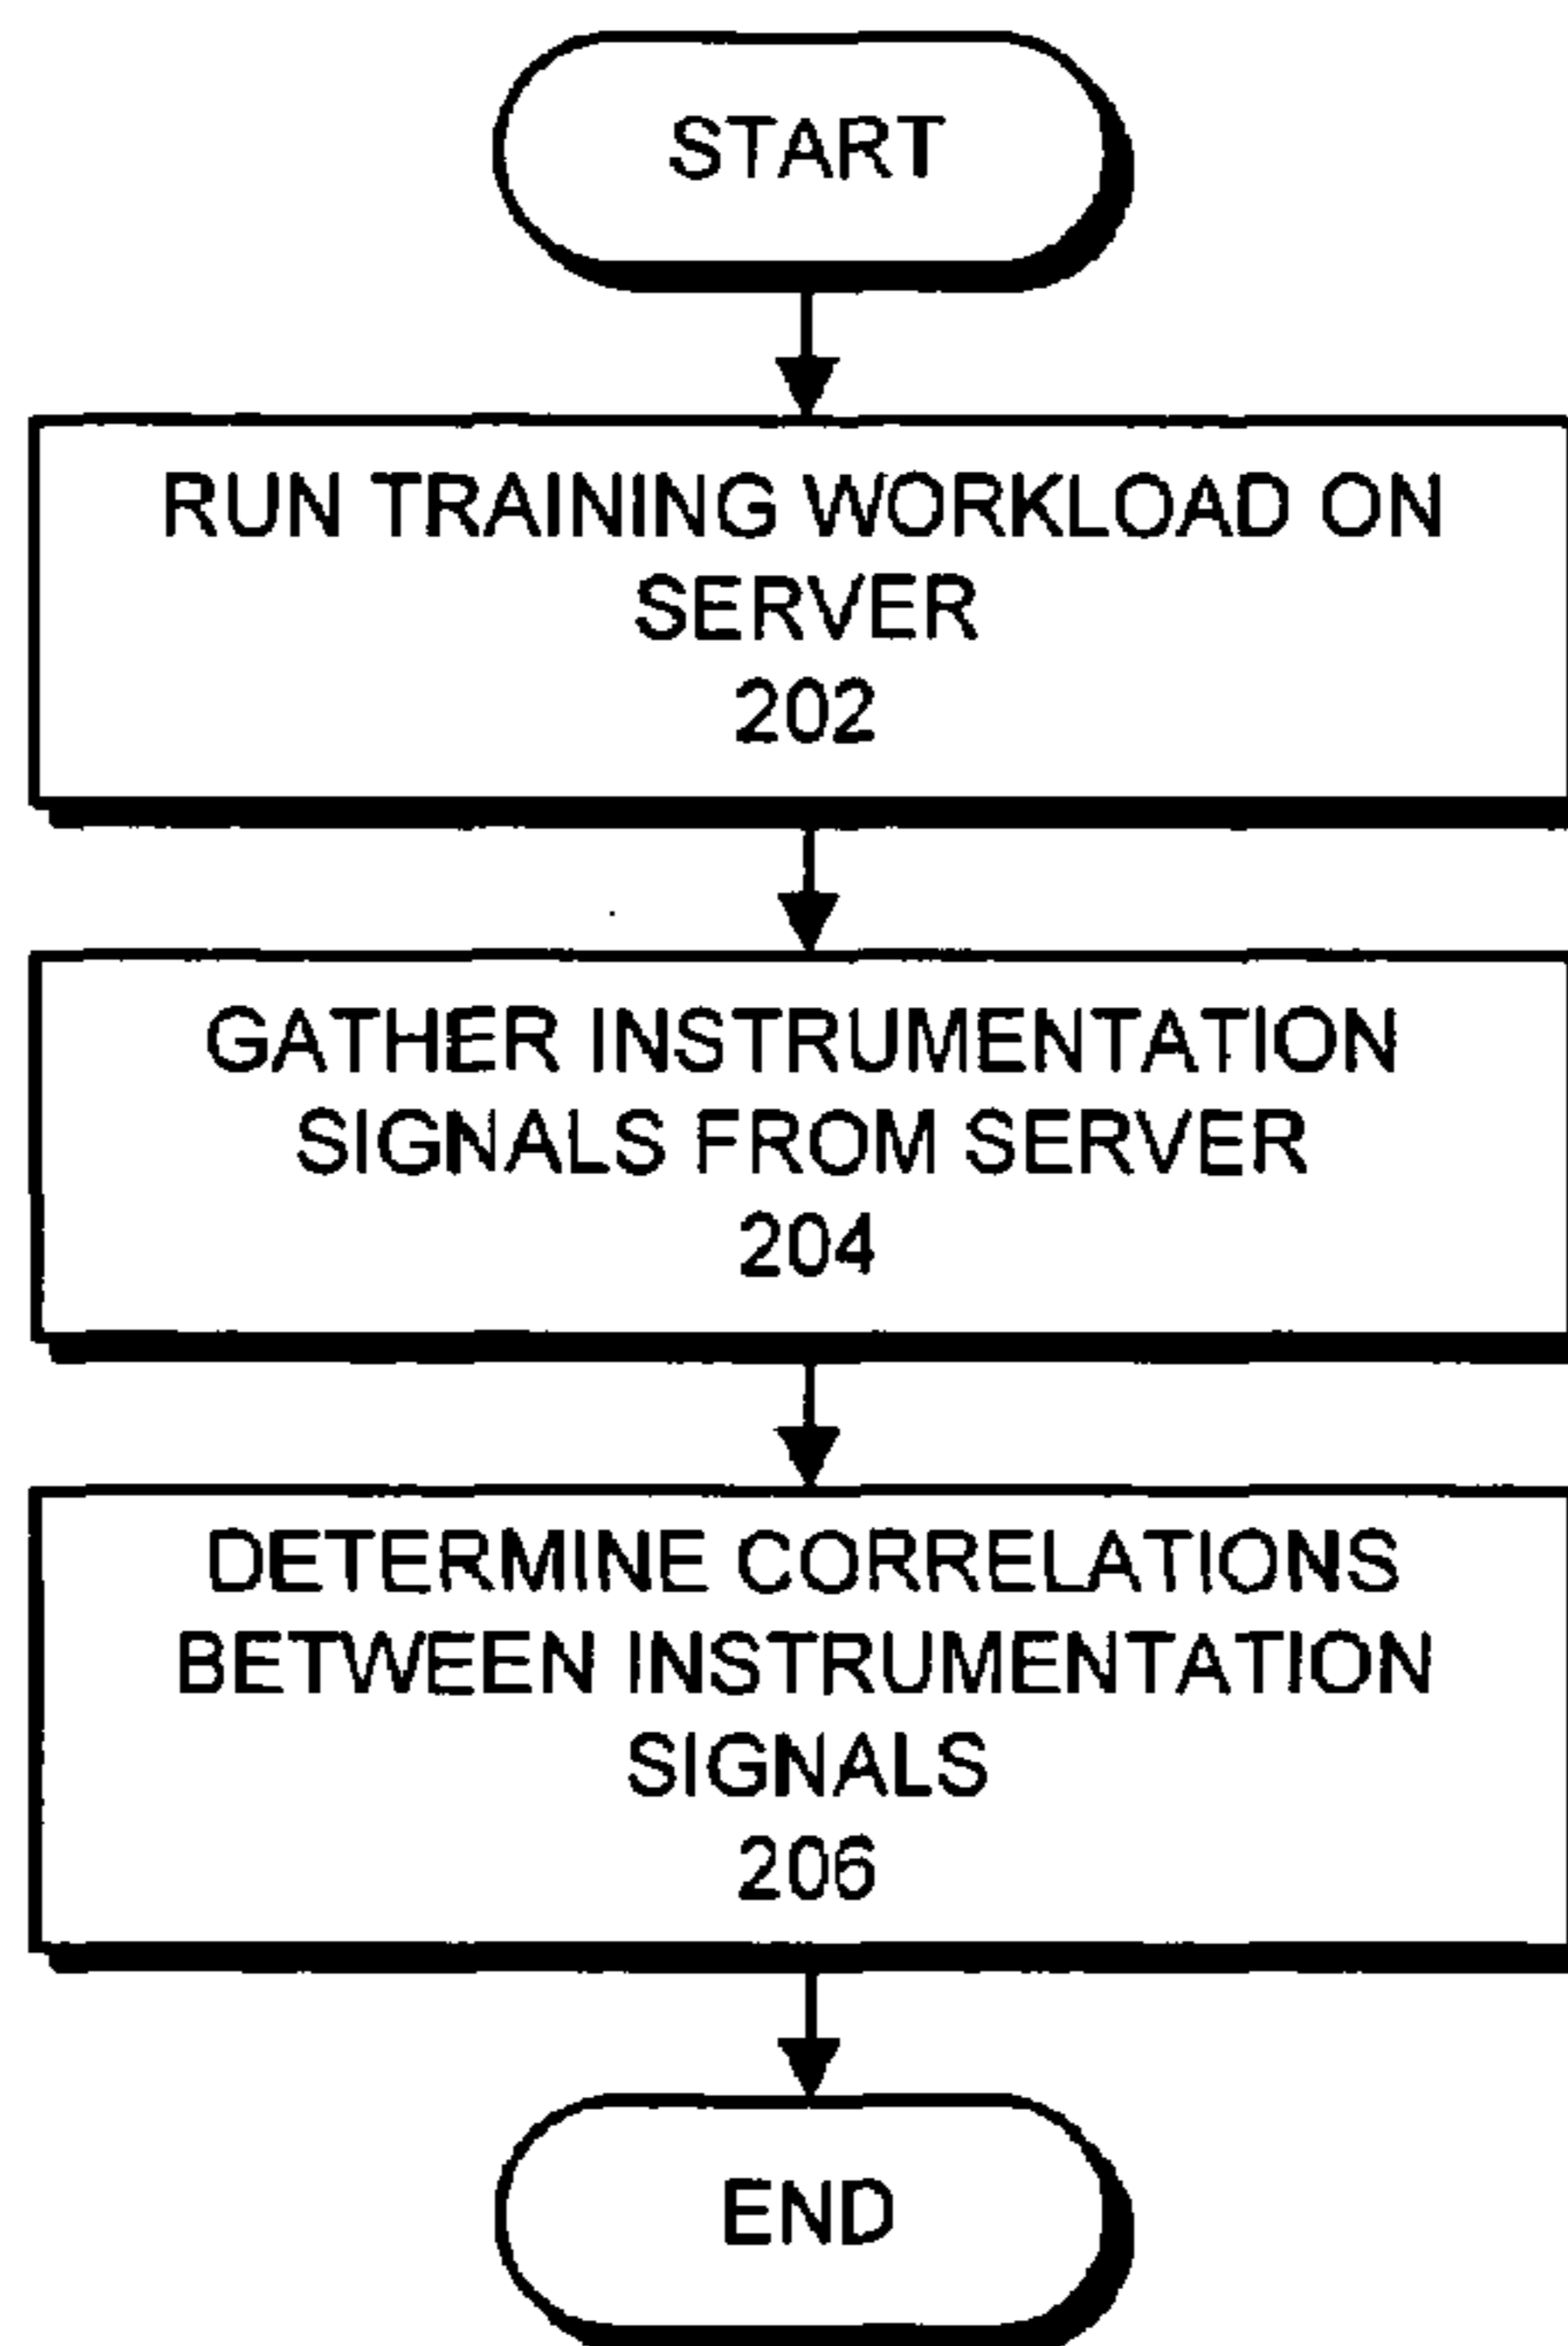 START
RUN TRAINING WORKLOAD ON
SERVER
202
GATHER INSTRUMENTATION
SIGNALS FROM SERVER
204
DETERMINE CORRELATIONS
BETWEEN INSTRUMENTATION
SIGNALS
206
END